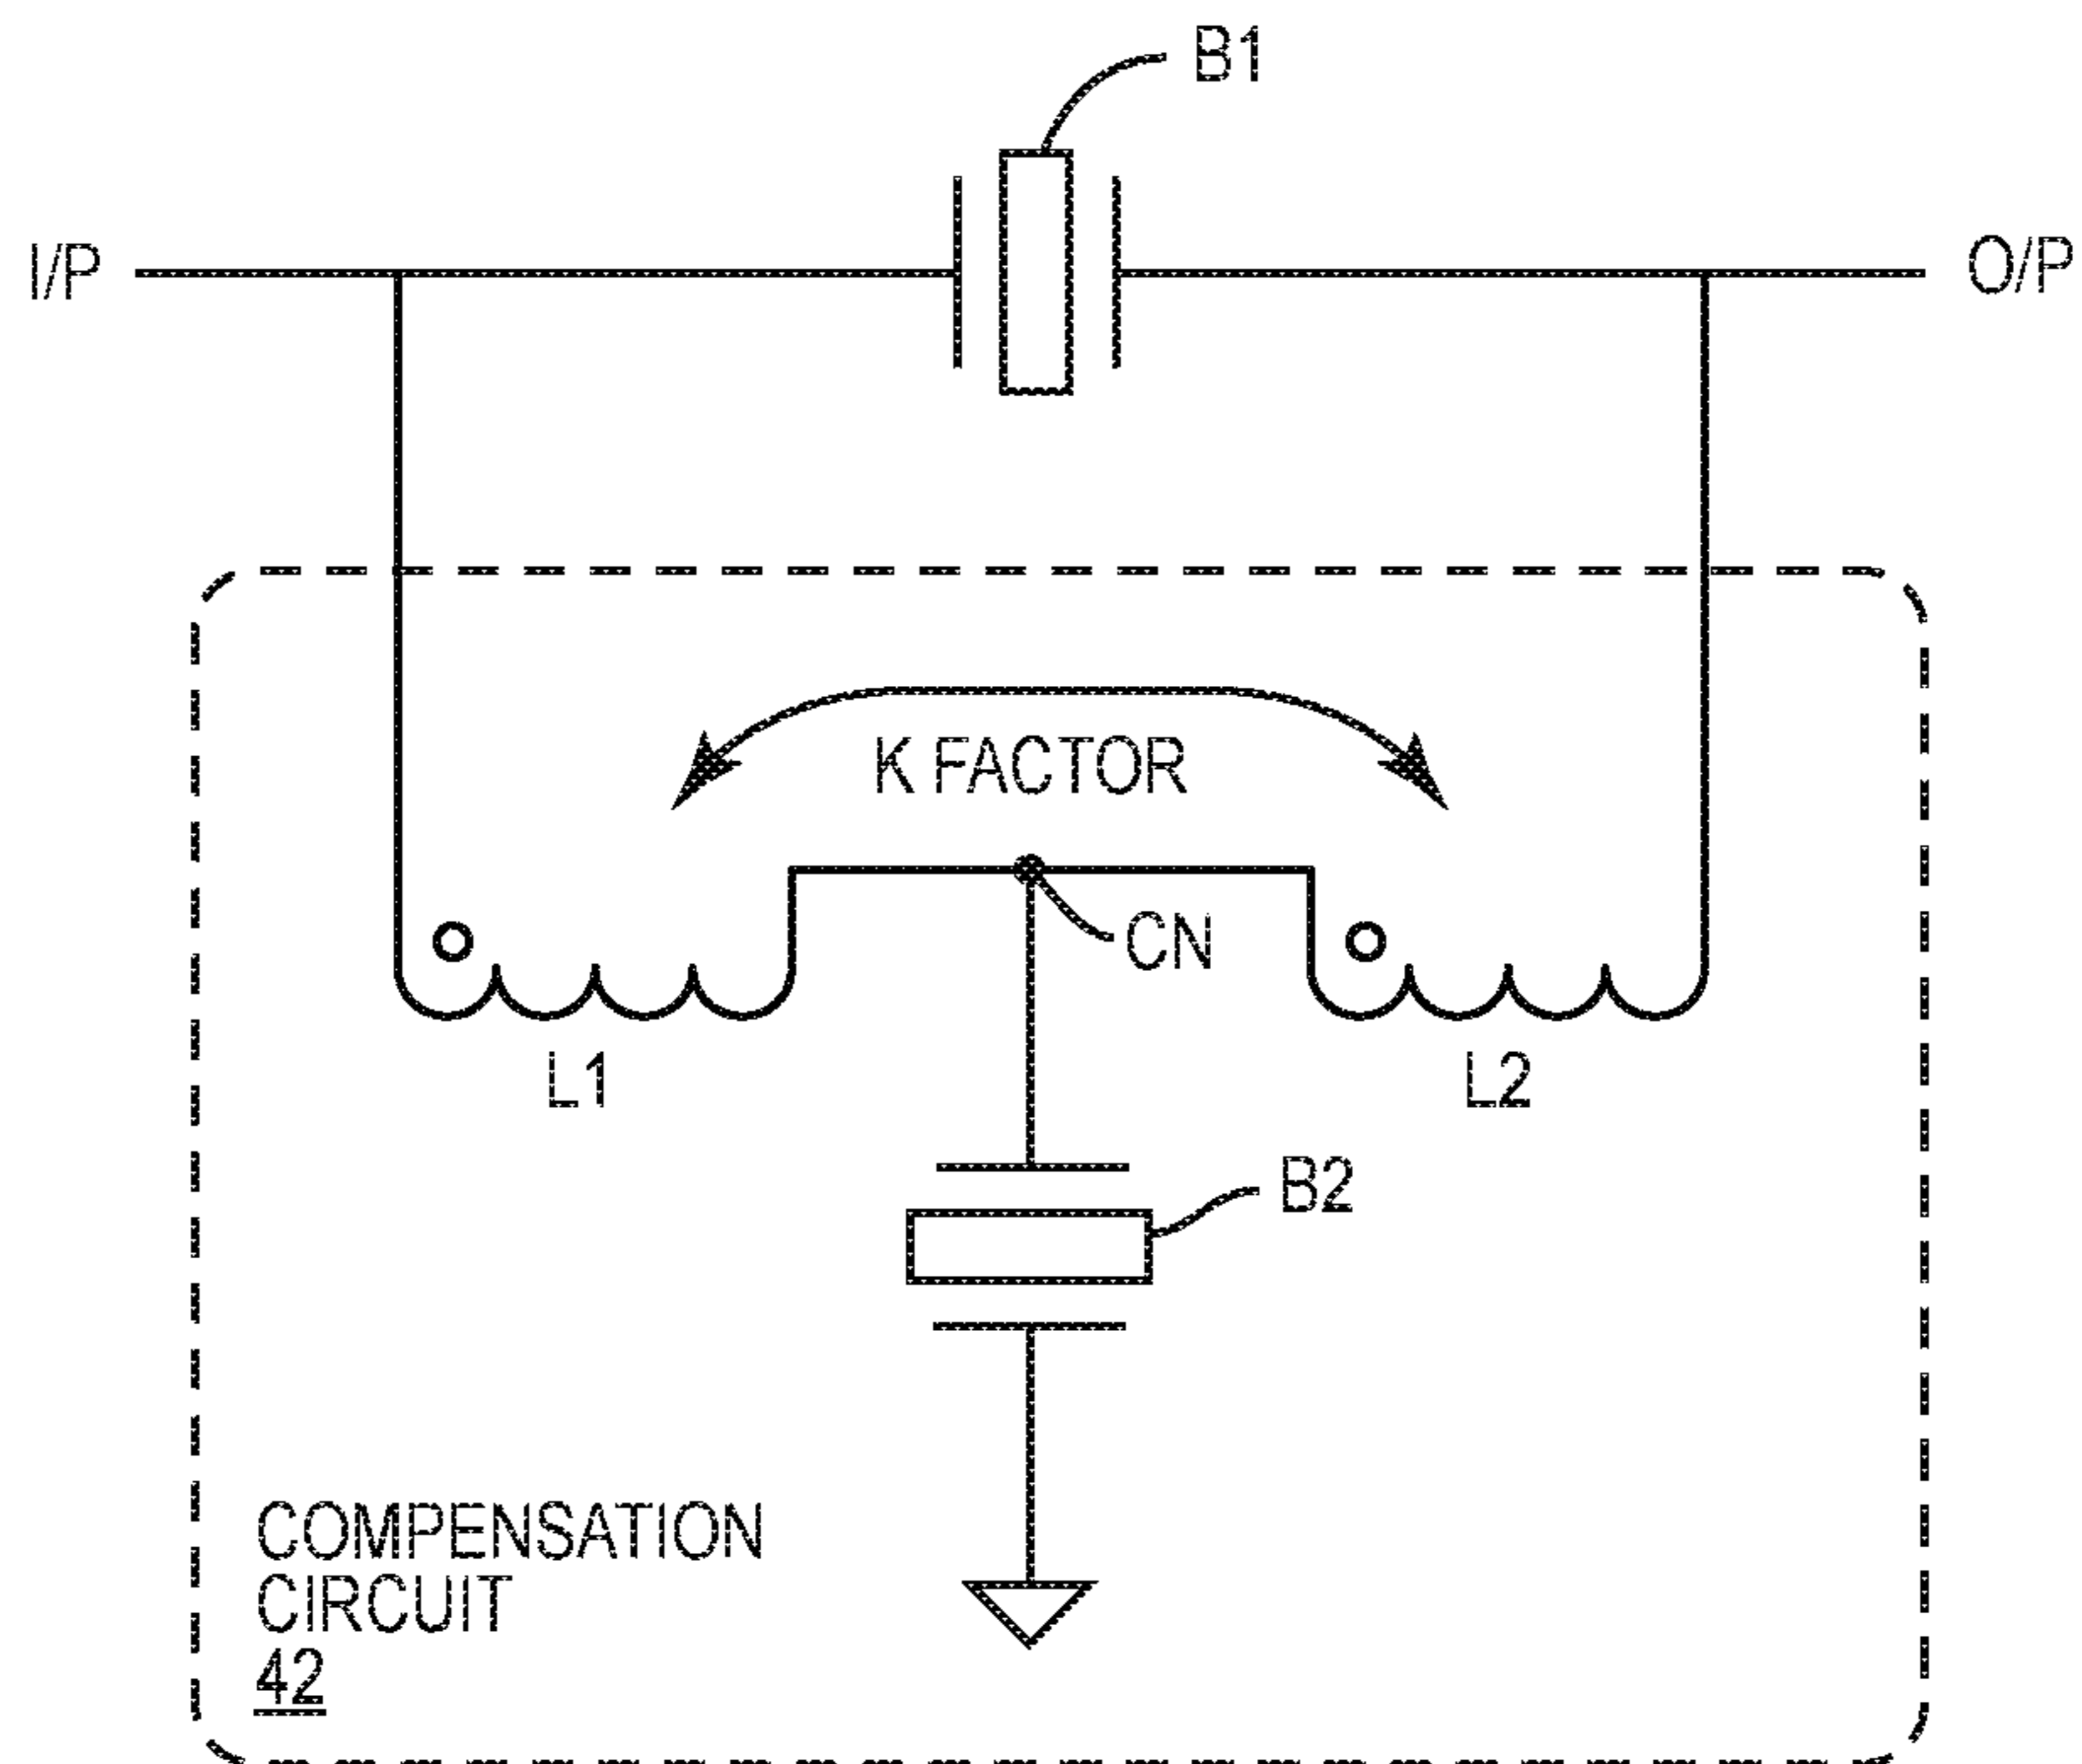 B1
I/P
O/P
K FACTOR
CN
L1
L2
B2
COMPENSATION
CIRCUIT
42